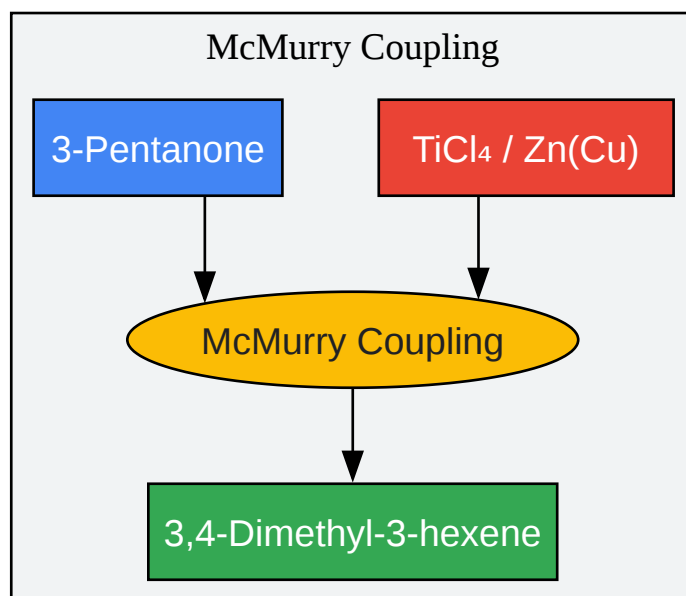 McMurry Coupling
3-Pentanone
TiCl₄ / Zn(Cu)
McMurry Coupling
3,4-Dimethyl-3-hexene